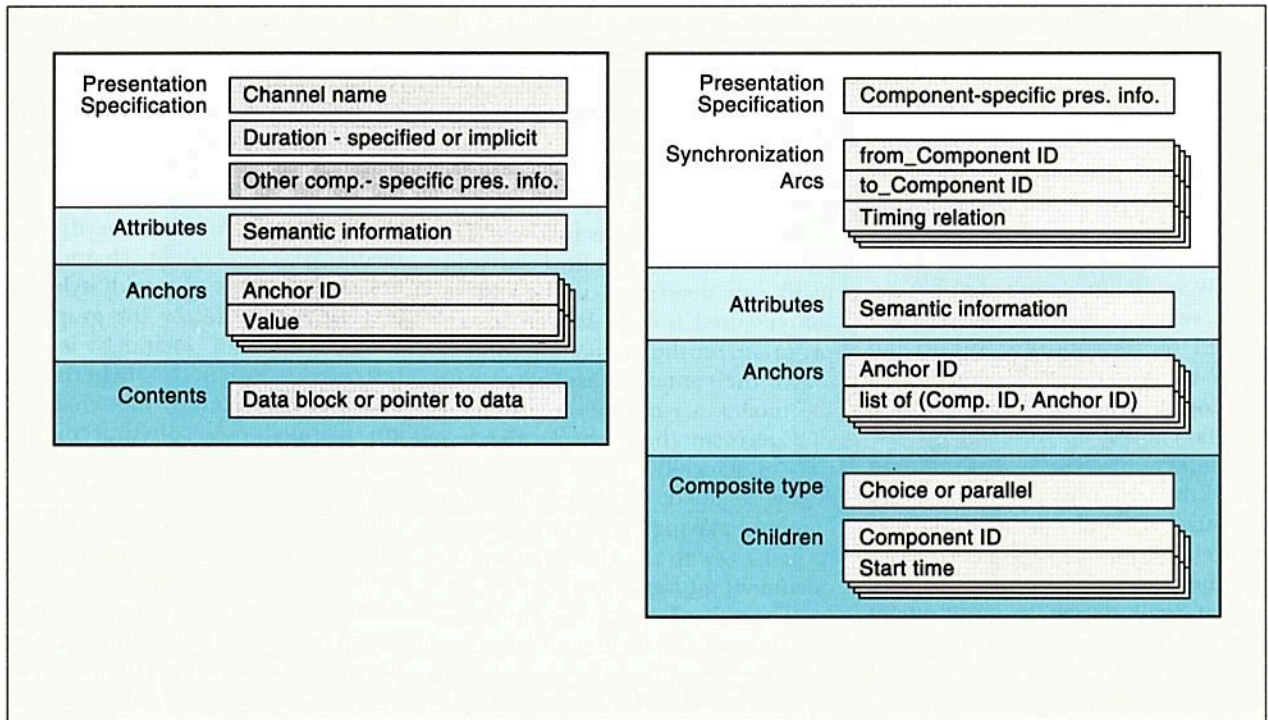 Presentation
Specification
Channel name
Duration - specified or implicit
Other comp.- specific pres. info.
Attributes
Semantic information
Anchors
Anchor ID
Value
Contents
Data block or pointer to data
Presentation
Specification
Component-specific pres. info.
Synchronization
Arcs
from_Component ID
to_Component ID
Timing relation
Attributes
Semantic information
Anchors
Anchor ID
list of (Comp. ID, Anchor ID)
Composite type
Choice or parallel
Children
Component ID
Start time